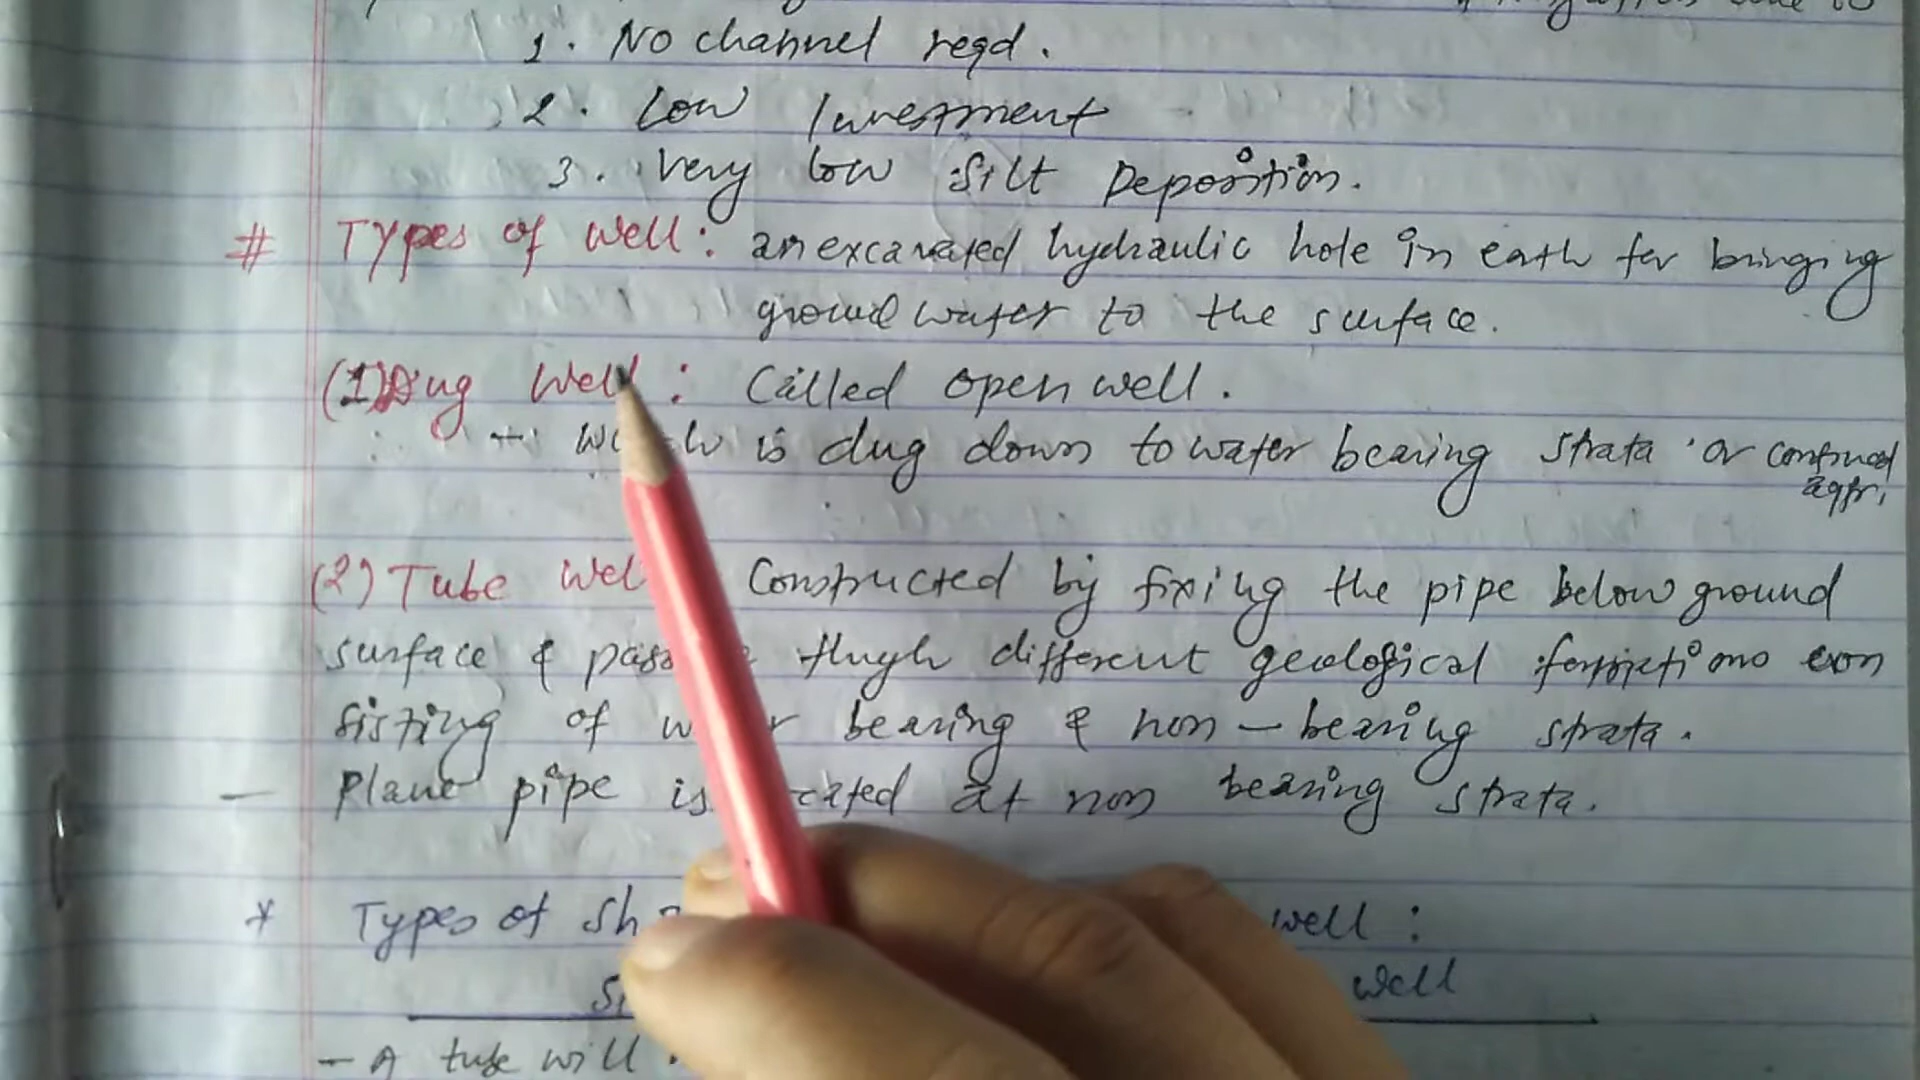 1. No channel reqd.
2. Low Investment
3. Very low Silt Deposition.
# Types of well: an excavated hydraulic hole in eath for bringing
ground water to the surface.
(1) Dug Well: Called open well.
is dug down to water bearing strata or confined
aqfr,
(2) Tube Constructed by fixing the pipe below ground
surface & different geological formations con
sisting of bearing & non-bearing strata.
- Plane pipe is at non bearing strata.
* Types of well:
well
- A tube will